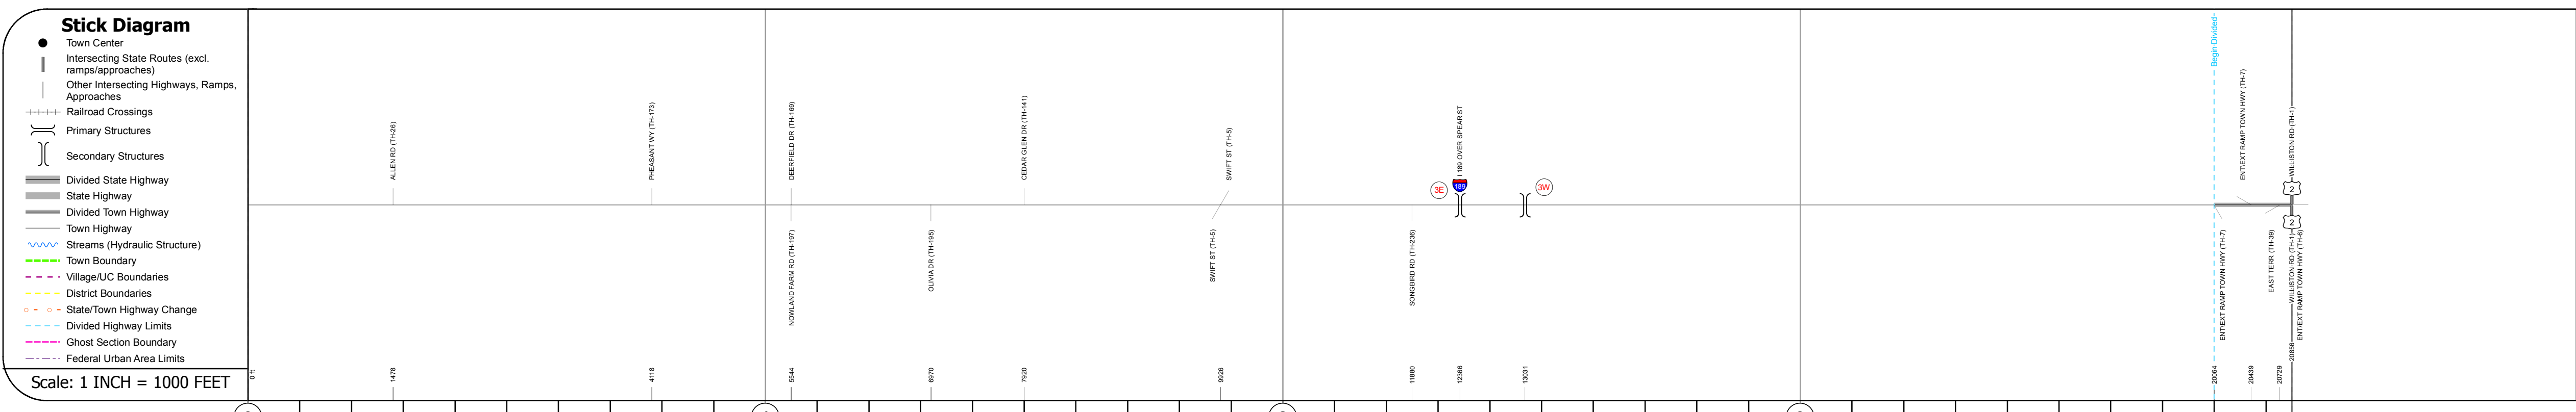 Stick Diagram
Town Center
Intersecting State Routes (excl.
ramps/approaches)
Other Intersecting Highways, Ramps,
Approaches
Railroad Crossings
Primary Structures
Secondary Structures
Divided State Highway
State Highway
Divided Town Highway
Town Highway
Streams (Hydraulic Structure)
Town Boundary
Village/UC Boundaries
District Boundaries
State/Town Highway Change
Divided Highway Limits
Ghost Section Boundary
Federal Urban Area Limits
Scale: 1 INCH = 1000 FEET
ALLEN RD (TH-26)
PHEASANT WY (TH-173)
DEERFIELD DR (TH-169)
CEDAR GLEN DR (TH-141)
SWIFT ST (TH-5)
I 189 OVER SPEAR ST
Begin Divided
ENT\EXT RAMP TOWN HWY (TH-7)
WILLISTON RD (TH-1)
3E
189
3W
2
2
NOWLAND FARM RD (TH-197)
OLIVIA DR (TH-195)
SWIFT ST (TH-5)
SONGBIRD RD (TH-236)
ENT\EXT RAMP TOWN HWY (TH-7)
EAST TERR (TH-39)
WILLISTON RD (TH-1)
ENT/EXT RAMP TOWN HWY (TH-6)
0 ft
1478
4118
5544
6970
7920
9926
11880
12366
13031
20064
20439
20729
20856